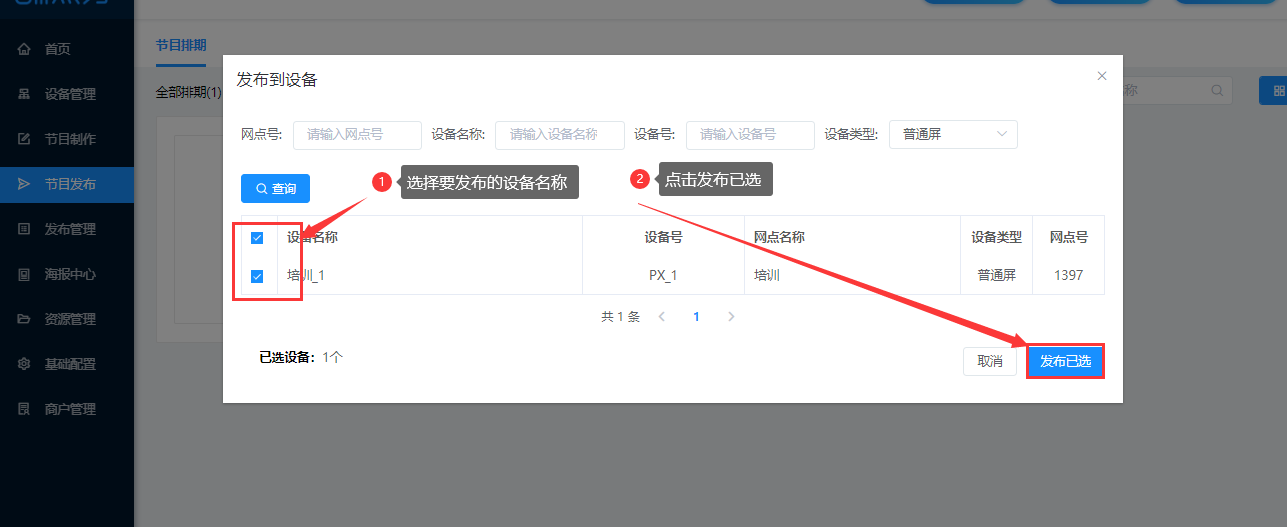 首页
设备管理
节目制作
节目发布
发布管理
海报中心
资源管理
基础配置
商户管理
节目排期
全部排期(1)
发布到设备
网点号: 请输入网点号 设备名称: 请输入设备名称 设备号: 请输入设备号 设备类型: 普通屏
查询
1 选择要发布的设备名称
2 点击发布已选
设备名称 设备号 网点名称 设备类型 网点号
培训_1 PX_1 培训 普通屏 1397
共 1 条 1
已选设备: 1个
取消 发布已选